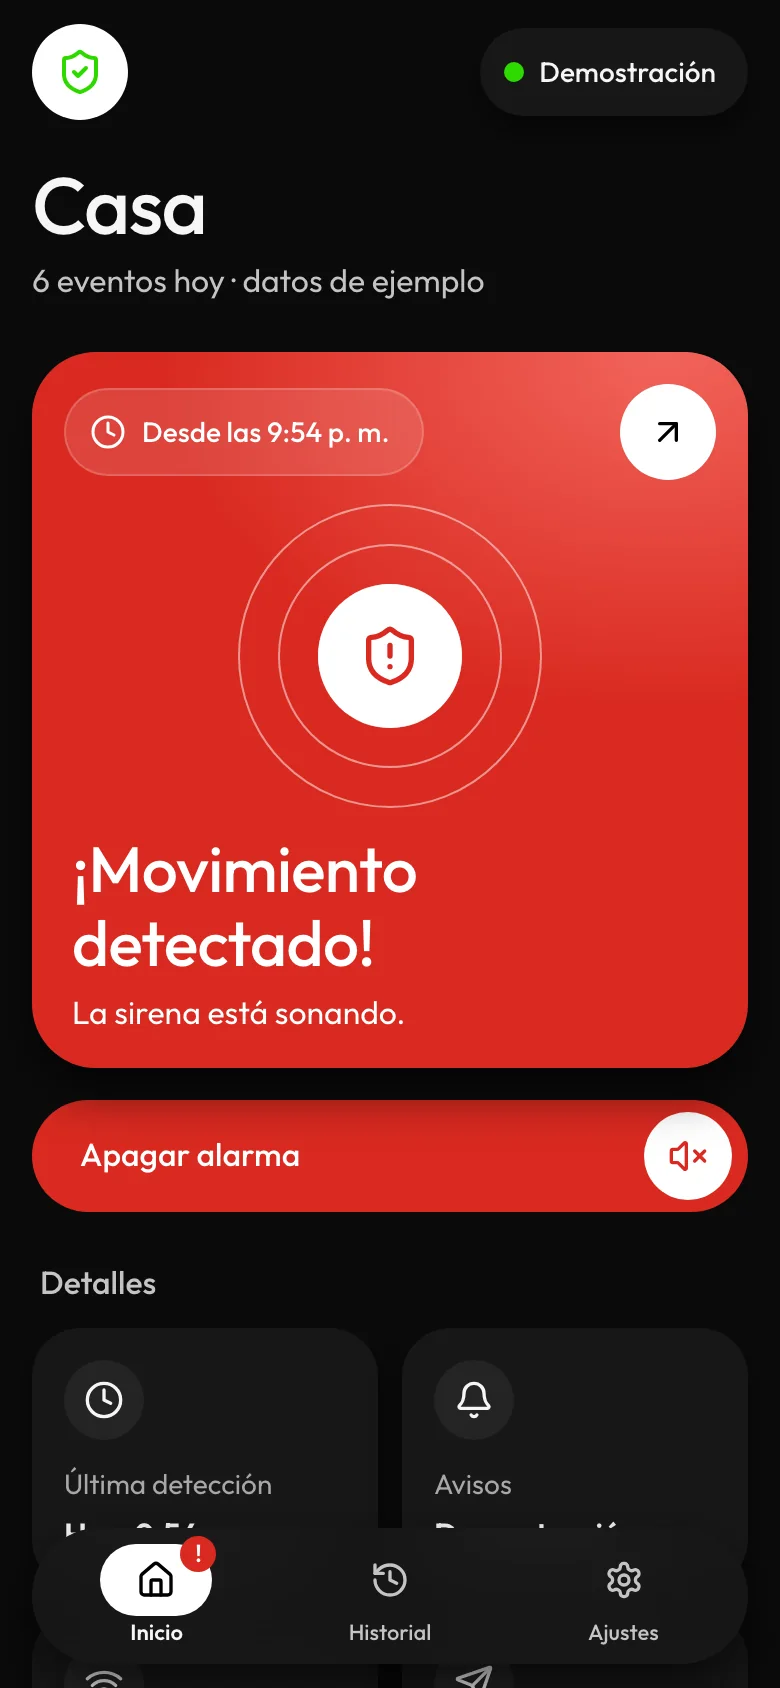 Demostración
Casa
6 eventos hoy · datos de ejemplo
Desde las 9:54 p. m.
¡Movimiento
detectado!
La sirena está sonando.
Apagar alarma
Detalles
Última detección
Avisos
!
Inicio
Historial
Ajustes